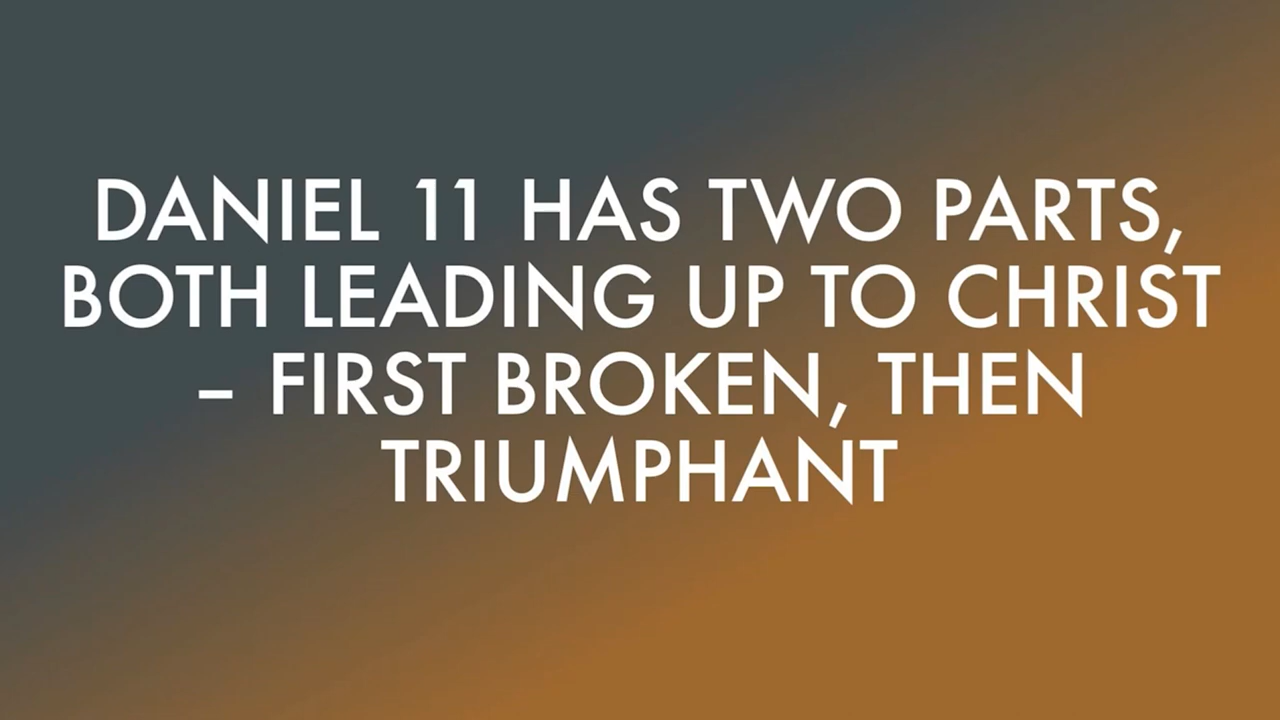 DANIEL 11 HAS TWO PARTS,
BOTH LEADING UP TO CHRIST
– FIRST BROKEN, THEN
TRIUMPHANT